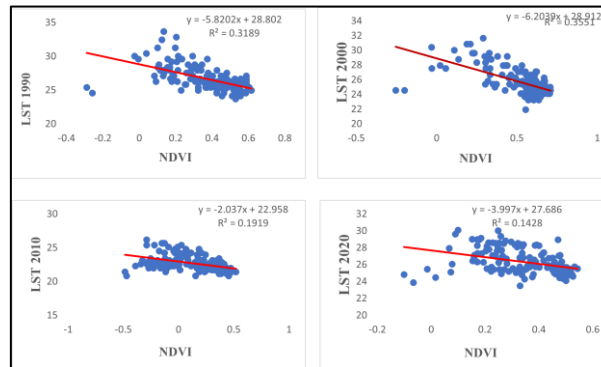 y = -5.8202x + 28.802
R² = 0.3189
35
30
25
20
-0.4 -0.2 0 0.2 0.4 0.6 0.8
LST 1990
NDVI
y = -6.2039x + 28.912
R² = 0.3551
34
32
30
28
26
24
22
20
-0.5 0 0.5 1
LST 2000
NDVI
y = -2.037x + 22.958
R² = 0.1919
35
30
25
20
15
-1 -0.5 0 0.5 1
LST 2010
NDVI
y = -3.997x + 27.686
R² = 0.1428
32
30
28
26
24
22
20
-0.2 0 0.2 0.4 0.6
LST 2020
NDVI